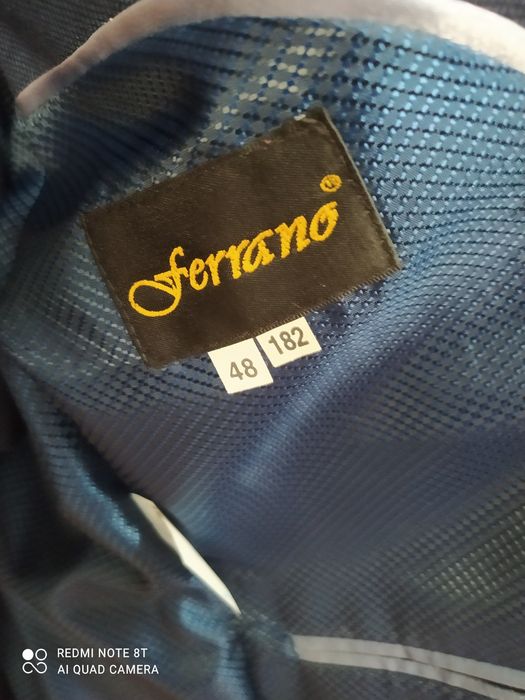 ferrano®
48 182
REDMI NOTE 8T
AI QUAD CAMERA